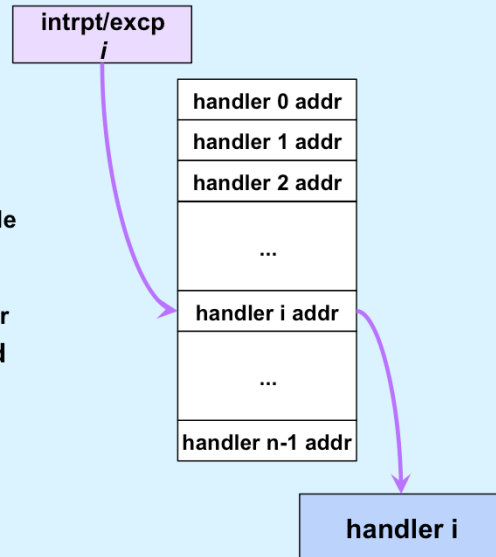 intrpt/excp
i
handler 0 addr
handler 1 addr
handler 2 addr
...
handler i addr
...
handler n-1 addr
handler i